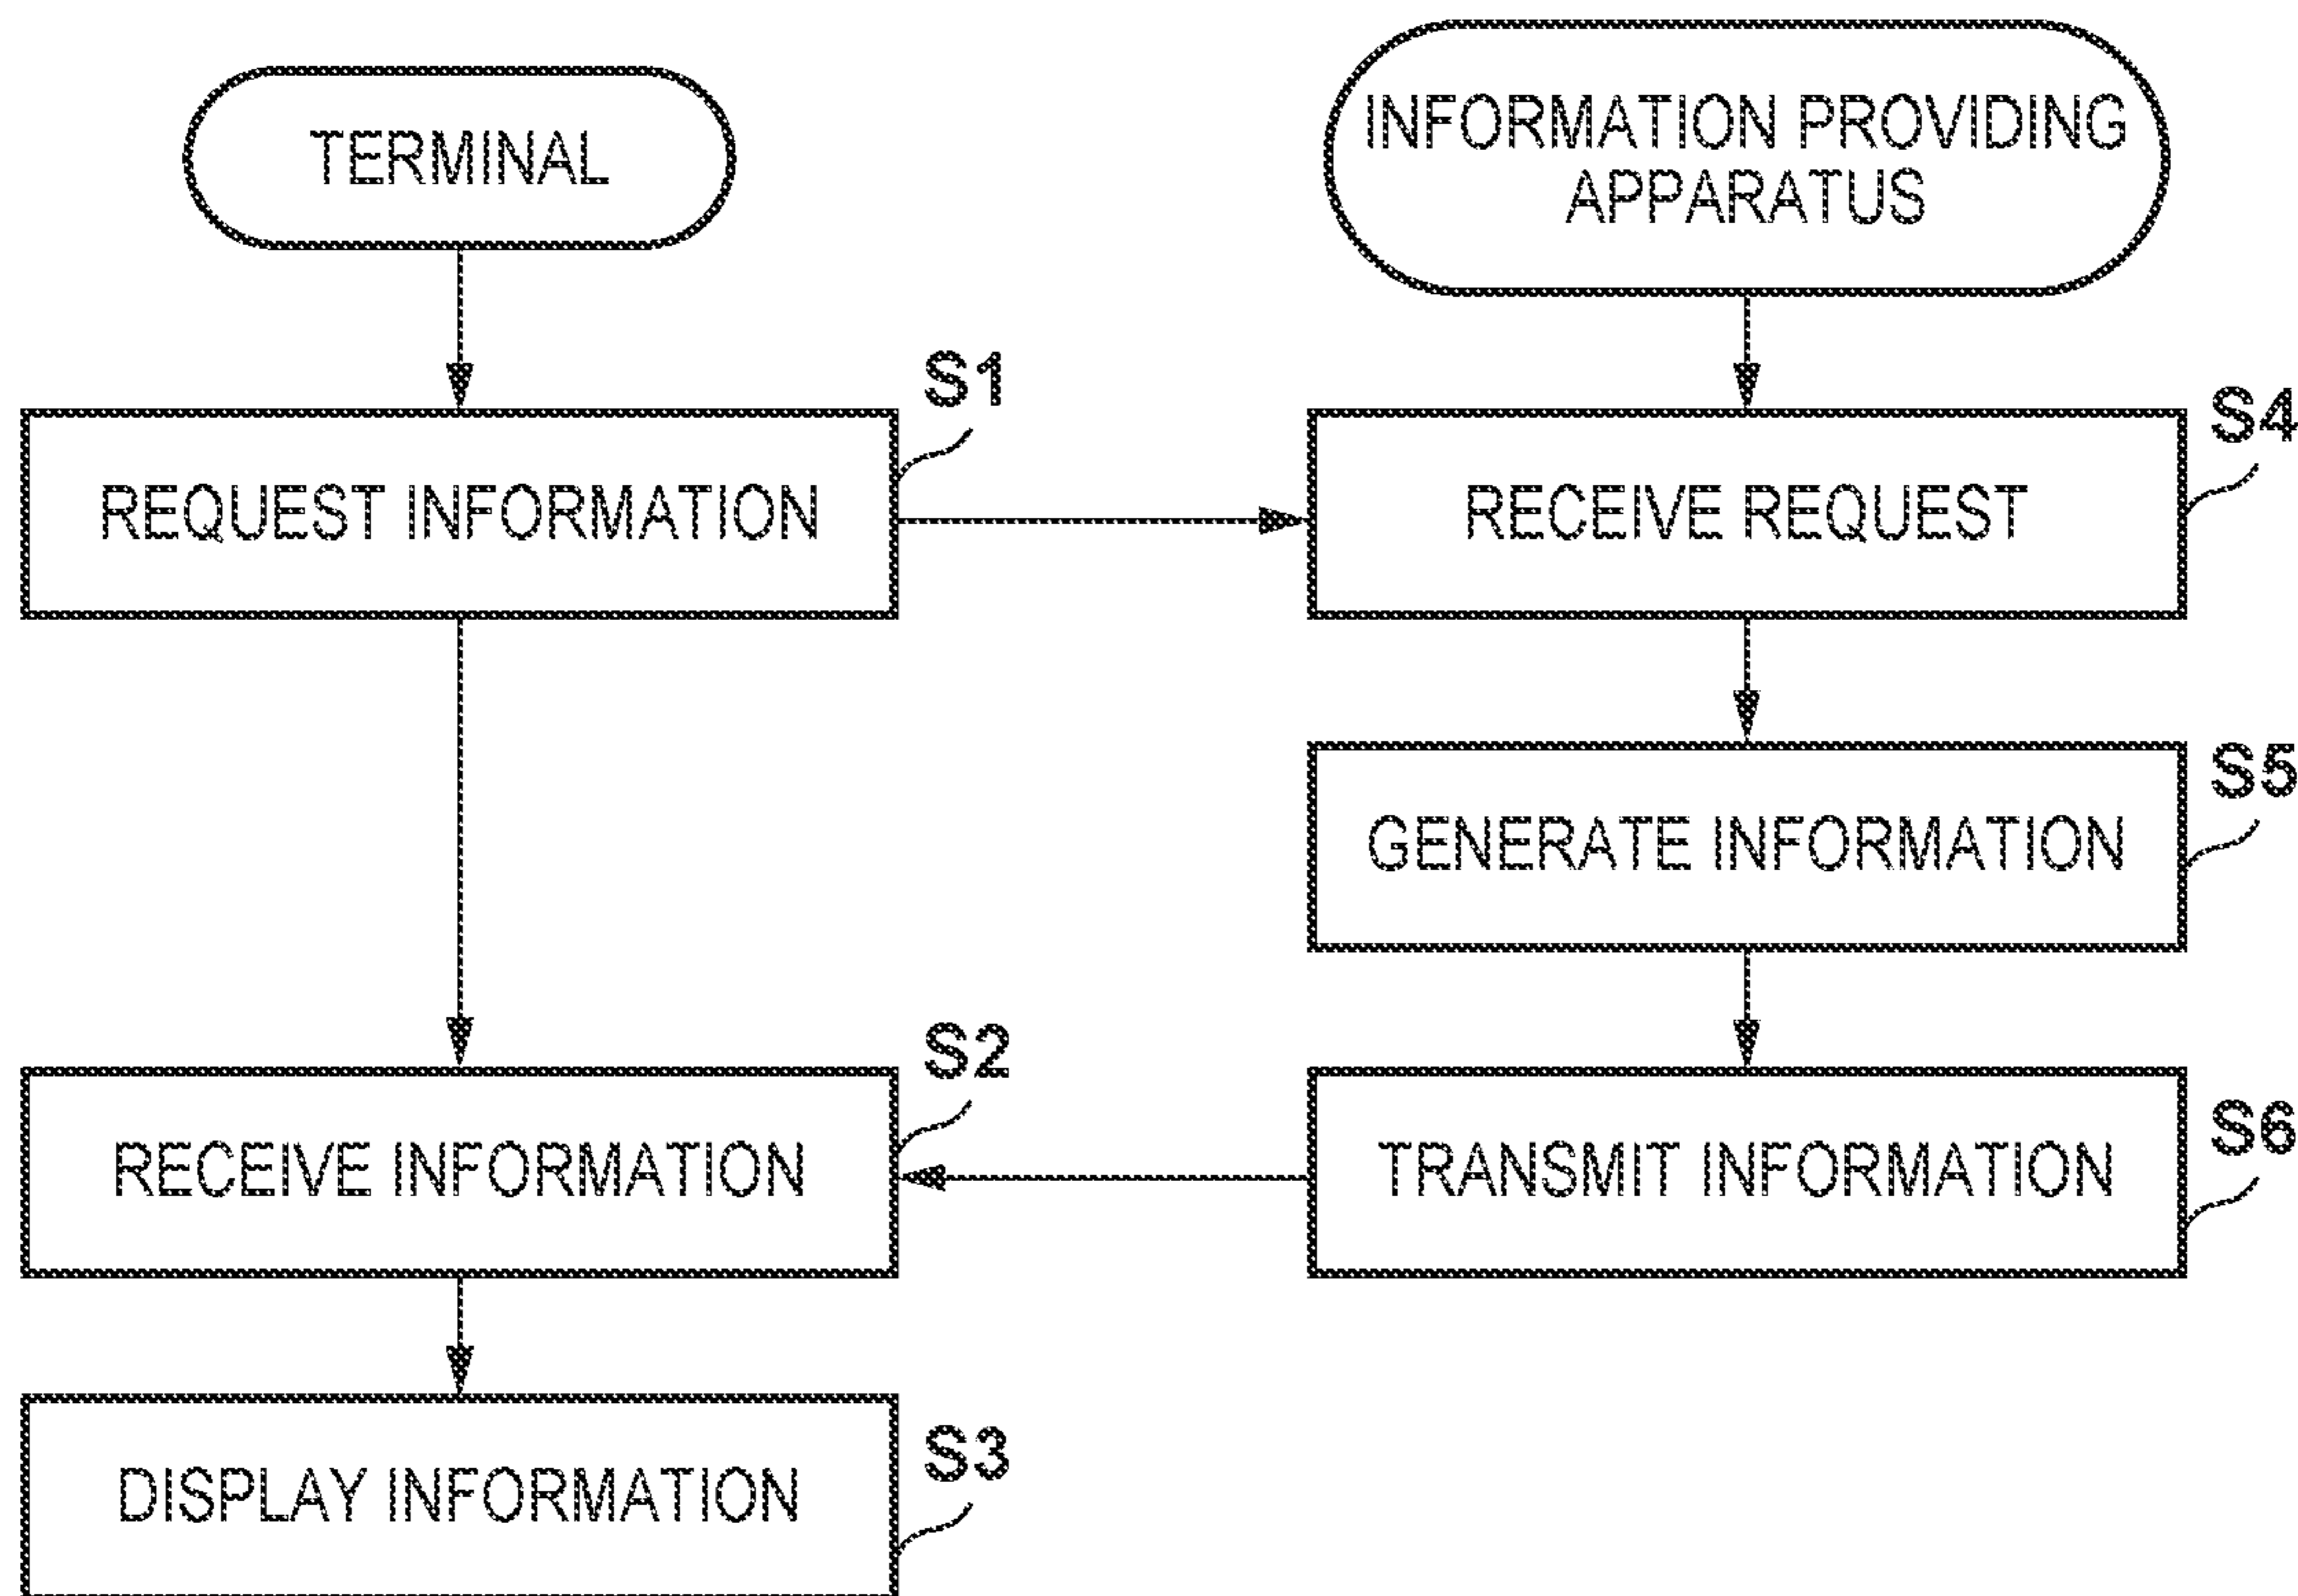 TERMINAL
INFORMATION PROVIDING
APPARATUS
S1
REQUEST INFORMATION
S4
RECEIVE REQUEST
S5
GENERATE INFORMATION
S2
RECEIVE INFORMATION
S6
TRANSMIT INFORMATION
S3
DISPLAY INFORMATION